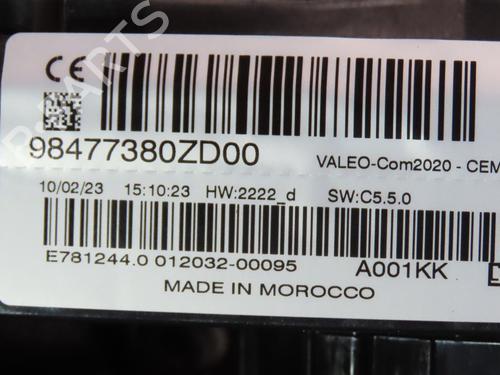 CE
98477380ZD00
VALEO-Com2020 - CEM
10/02/23 15:10:23 HW:2222_d SW:C5.5.0
E781244.0 012032-00095 A001KK
MADE IN MOROCCO